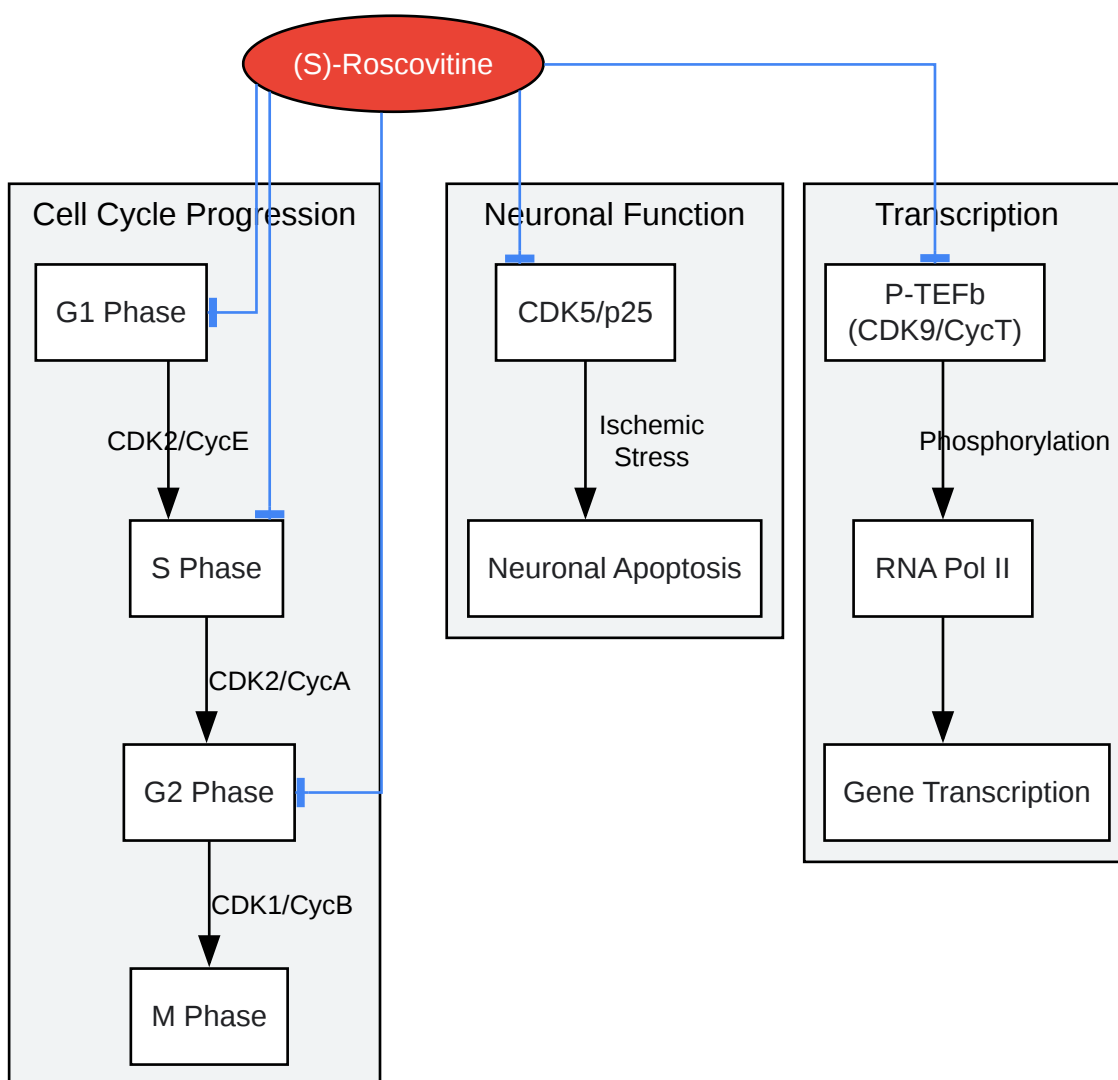 (S)-Roscovitine
Cell Cycle Progression
G1 Phase
CDK2/CycE
S Phase
CDK2/CycA
G2 Phase
CDK1/CycB
M Phase
Neuronal Function
CDK5/p25
Ischemic
Stress
Neuronal Apoptosis
Transcription
P-TEFb
(CDK9/CycT)
Phosphorylation
RNA Pol II
Gene Transcription